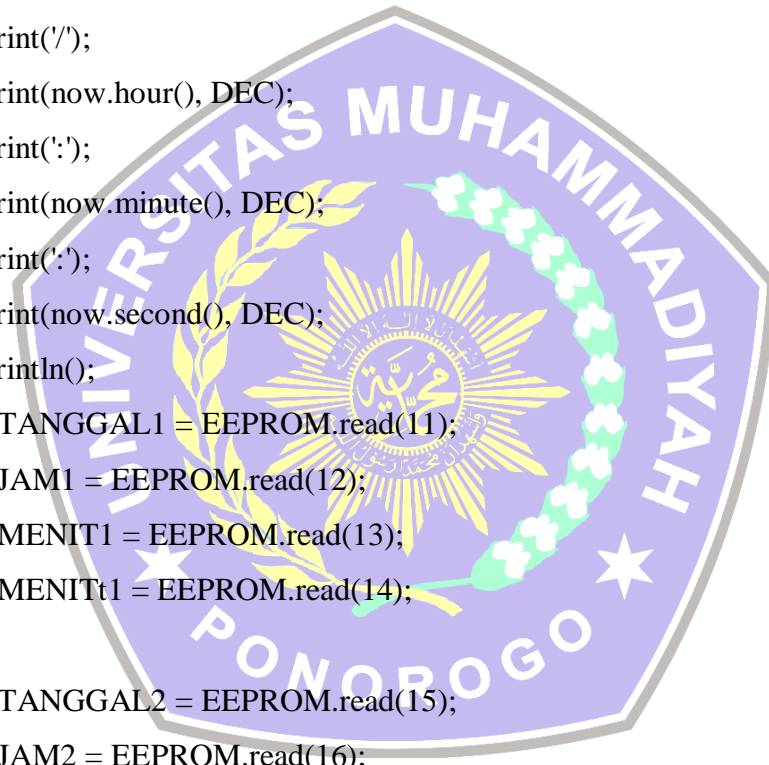 rint('/');
rint(now.hour(), DEC);
rint(':');
rint(now.minute(), DEC);
rint(':');
rint(now.second(), DEC);
rintln();
TANGGAL1 = EEPROM.read(11);
JAM1 = EEPROM.read(12);
MENIT1 = EEPROM.read(13);
MENITt1 = EEPROM.read(14);
TANGGAL2 = EEPROM.read(15);
JAM2 = EEPROM.read(16);
UNIVERSITAS MUHAMMADIYAH
PONOROGO
محمدية